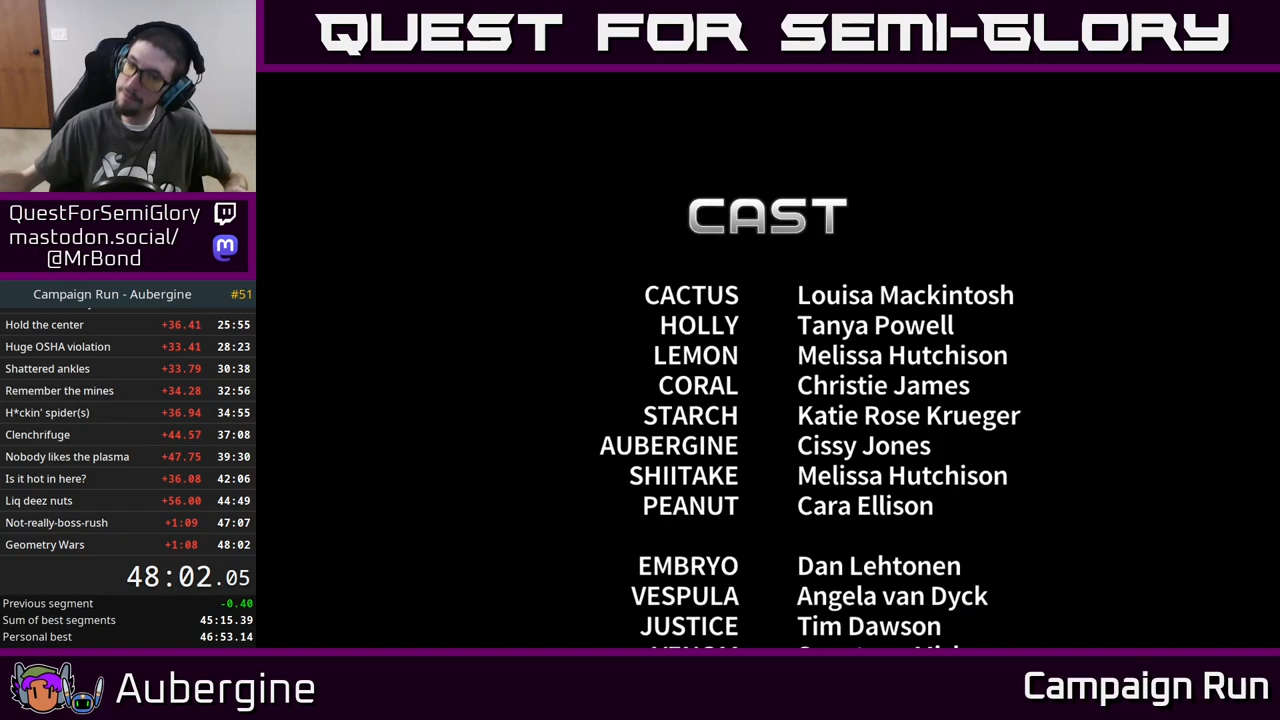 QUEST FOR SEMI-GLORY
QuestForSemiGlory
mastodon.social/
@MrBond
Campaign Run - Aubergine #51
Hold the center +36.41 25:55
Huge OSHA violation +33.41 28:23
Shattered ankles +33.79 30:38
Remember the mines +34.28 32:56
H*ckin' spider(s) +36.94 34:55
Clenchrifuge +44.57 37:08
Nobody likes the plasma +47.75 39:30
Is it hot in here? +36.08 42:06
Liq deez nuts +56.00 44:49
Not-really-boss-rush +1:09 47:07
Geometry Wars +1:08 48:02
48:02.05
Previous segment -0.40
Sum of best segments 45:15.39
Personal best 46:53.14
CAST
CACTUS Louisa Mackintosh
HOLLY Tanya Powell
LEMON Melissa Hutchison
CORAL Christie James
STARCH Katie Rose Krueger
AUBERGINE Cissy Jones
SHIITAKE Melissa Hutchison
PEANUT Cara Ellison
EMBRYO Dan Lehtonen
VESPULA Angela van Dyck
JUSTICE Tim Dawson
Aubergine
Campaign Run